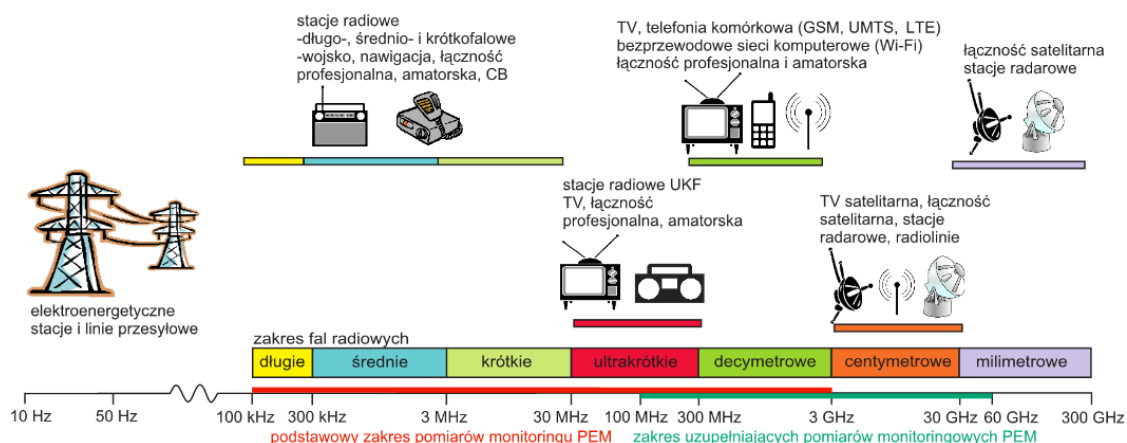 stacje radiowe
-długo-, średnio- i krótkofalowe
-wojsko, nawigacja, łączność
profesjonalna, amatorska, CB
TV, telefonia komórkowa (GSM, UMTS, LTE)
bezprzewodowe sieci komputerowe (Wi-Fi)
łączność profesjonalna i amatorska
łączność satelitarna
stacje radarowe
stacje radiowe UKF
TV, łączność
profesjonalna, amatorska
TV satelitarna, łączność
satelitarna, stacje
radarowe, radiolinie
elektroenergetyczne
stacje i linie przesyłowe
zakres fal radiowych
długie średnie krótkie ultrakrótkie decymetrowe centymetrowe milimetrowe
10 Hz 50 Hz 100 kHz 300 kHz 3 MHz 30 MHz 100 MHz 300 MHz 3 GHz 30 GHz 60 GHz 300 GHz
podstawowy zakres pomiarów monitoringu PEM zakres uzupełniających pomiarów monitoringowych PEM